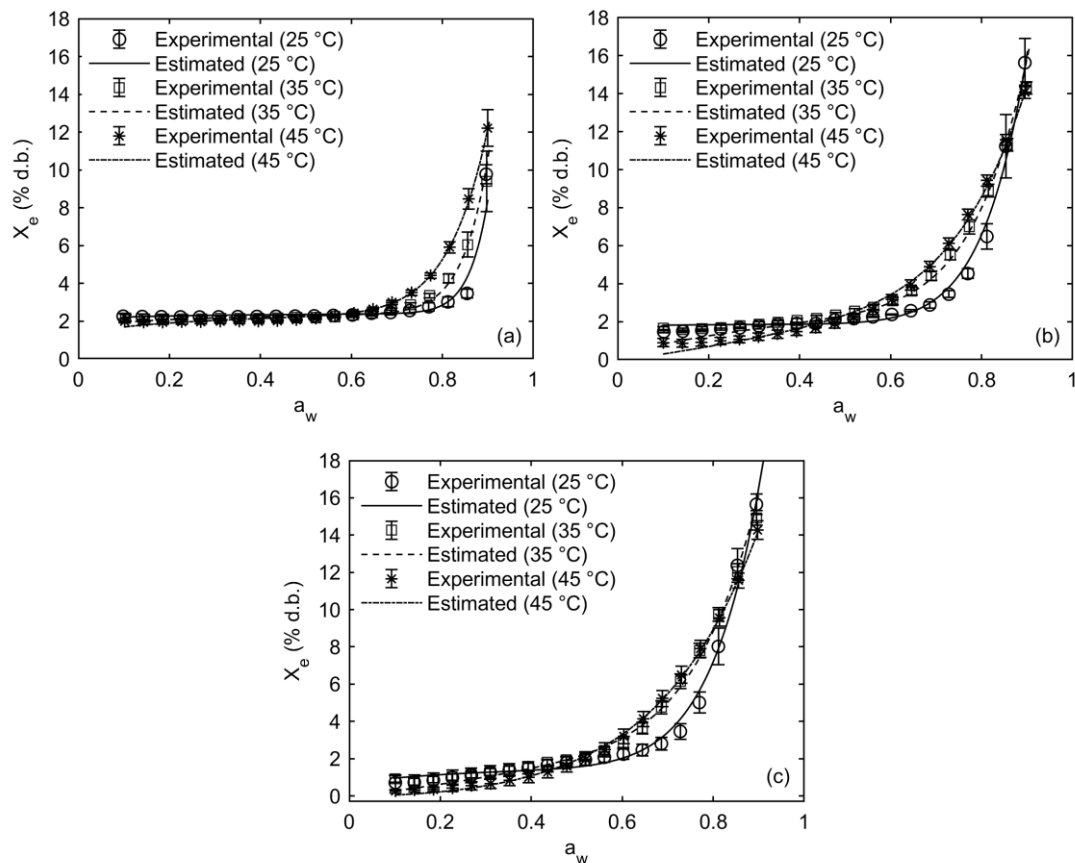 18
16
14
12
10
8
6
4
2
0
X_e (% d.b.)
Experimental (25 °C)
Estimated (25 °C)
Experimental (35 °C)
Estimated (35 °C)
Experimental (45 °C)
Estimated (45 °C)
(a)
0 0.2 0.4 0.6 0.8 1
a_w
18
16
14
12
10
8
6
4
2
0
X_e (% d.b.)
Experimental (25 °C)
Estimated (25 °C)
Experimental (35 °C)
Estimated (35 °C)
Experimental (45 °C)
Estimated (45 °C)
(b)
0 0.2 0.4 0.6 0.8 1
a_w
18
16
14
12
10
8
6
4
2
0
X_e (% d.b.)
Experimental (25 °C)
Estimated (25 °C)
Experimental (35 °C)
Estimated (35 °C)
Experimental (45 °C)
Estimated (45 °C)
(c)
0 0.2 0.4 0.6 0.8 1
a_w